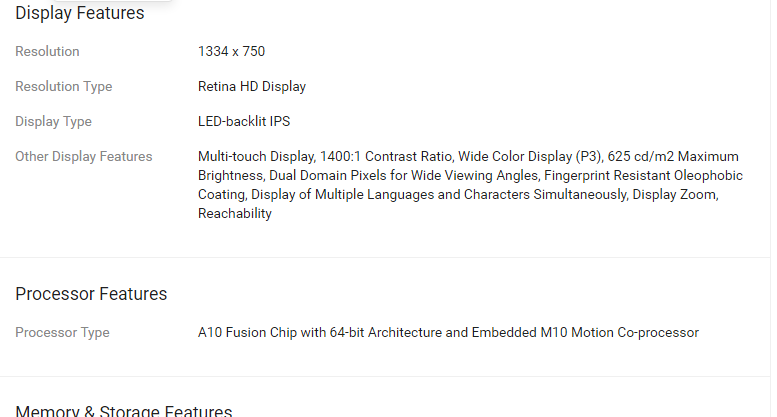 Display Features
Resolution 1334 x 750
Resolution Type Retina HD Display
Display Type LED-backlit IPS
Other Display Features Multi-touch Display, 1400:1 Contrast Ratio, Wide Color Display (P3), 625 cd/m2 Maximum
Brightness, Dual Domain Pixels for Wide Viewing Angles, Fingerprint Resistant Oleophobic
Coating, Display of Multiple Languages and Characters Simultaneously, Display Zoom,
Reachability
Processor Features
Processor Type A10 Fusion Chip with 64-bit Architecture and Embedded M10 Motion Co-processor
Memory & Storage Features